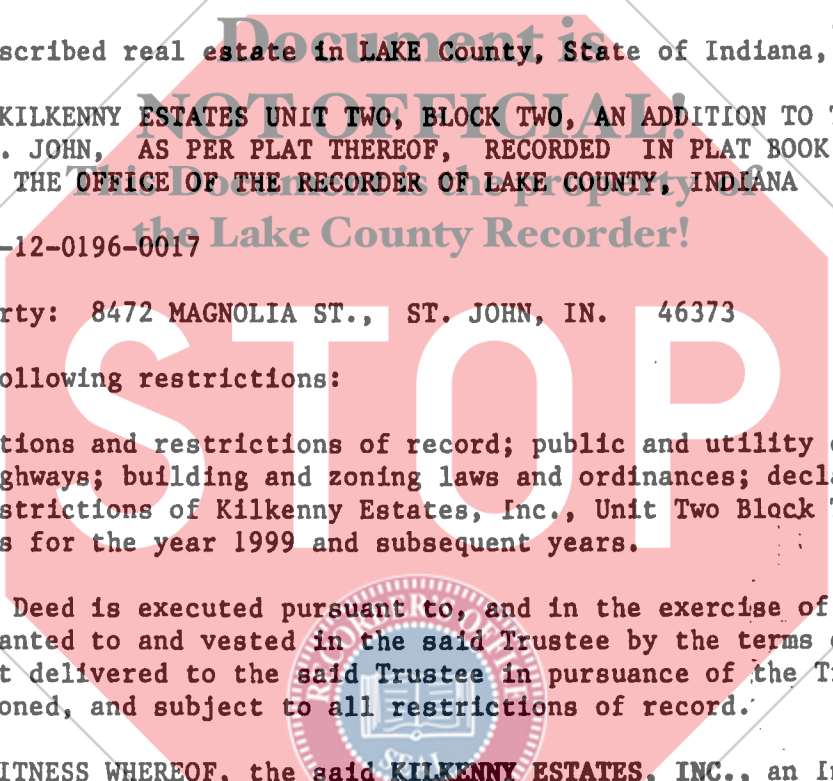 scribed real estate in LAKE County, State of Indiana,
Document is
KILKENNY ESTATES UNIT TWO, BLOCK TWO, AN ADDITION TO
NOT OFFICIAL!
. JOHN, AS PER PLAT THEREOF, RECORDED IN PLAT BOOK
THE OFFICE OF THE RECORDER OF LAKE COUNTY, INDIANA
This Document is the property of
the Lake County Recorder!
-12-0196-0017
rty: 8472 MAGNOLIA ST., ST. JOHN, IN. 46373
STOP
ollowing restrictions:
tions and restrictions of record; public and utility
ghways; building and zoning laws and ordinances; decla
strictions of Kilkenny Estates, Inc., Unit Two Block
s for the year 1999 and subsequent years.
Deed is executed pursuant to, and in the exercise of
anted to and vested in the said Trustee by the terms
t delivered to the said Trustee in pursuance of the
oned, and subject to all restrictions of record.
RECORDER'S OFFICE
SEAL
ITNESS WHEREOF, the said KILKENNY ESTATES, INC. an